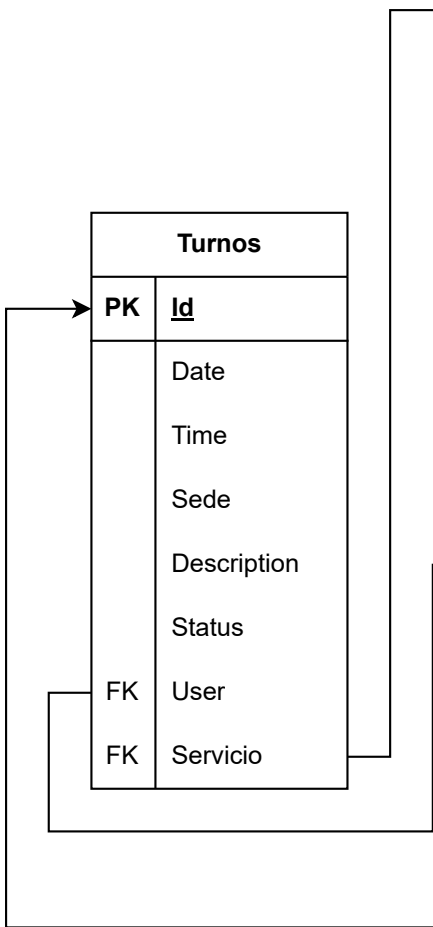 Turnos
PK Id
Date
Time
Sede
Description
Status
FK User
FK Servicio